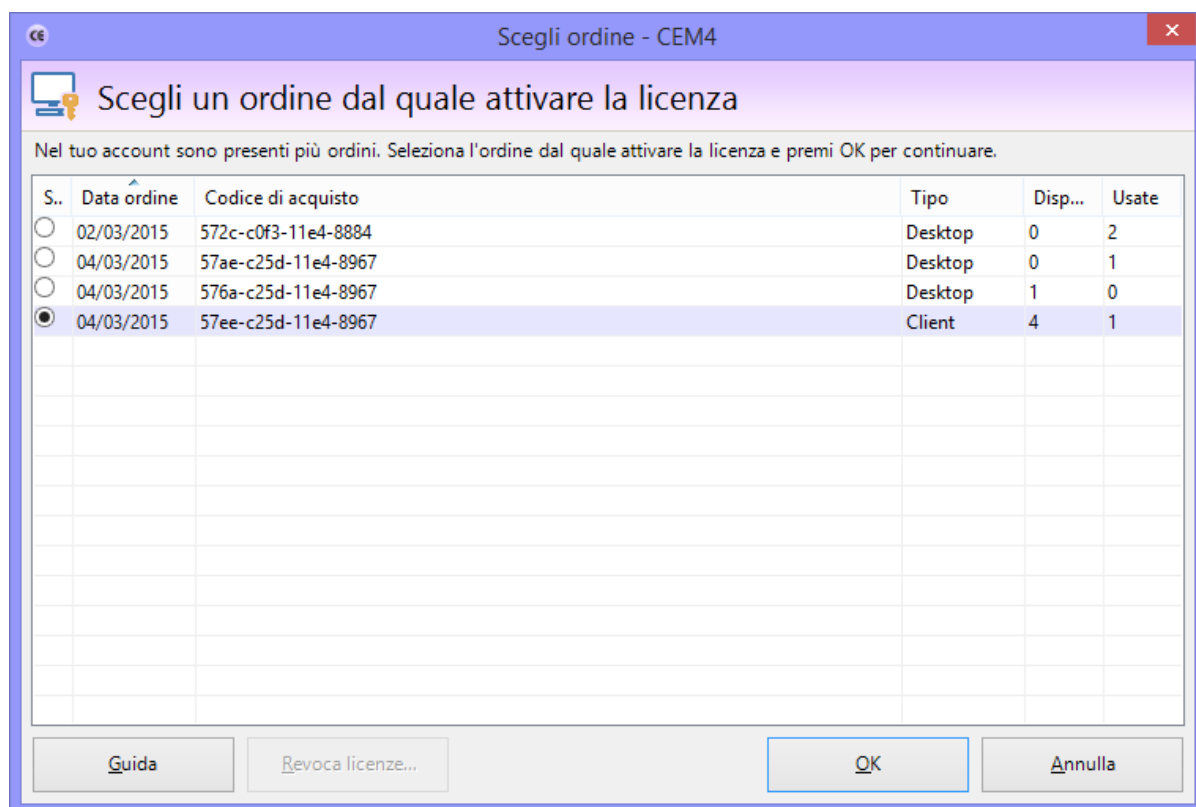 CE Scegli ordine - CEM4
Scegli un ordine dal quale attivare la licenza
Nel tuo account sono presenti più ordini. Seleziona l'ordine dal quale attivare la licenza e premi OK per continuare.
S.. Data ordine Codice di acquisto Tipo Disp... Usate
02/03/2015 572c-c0f3-11e4-8884 Desktop 0 2
04/03/2015 57ae-c25d-11e4-8967 Desktop 0 1
04/03/2015 576a-c25d-11e4-8967 Desktop 1 0
04/03/2015 57ee-c25d-11e4-8967 Client 4 1
Guida Revoca licenze... OK Annulla